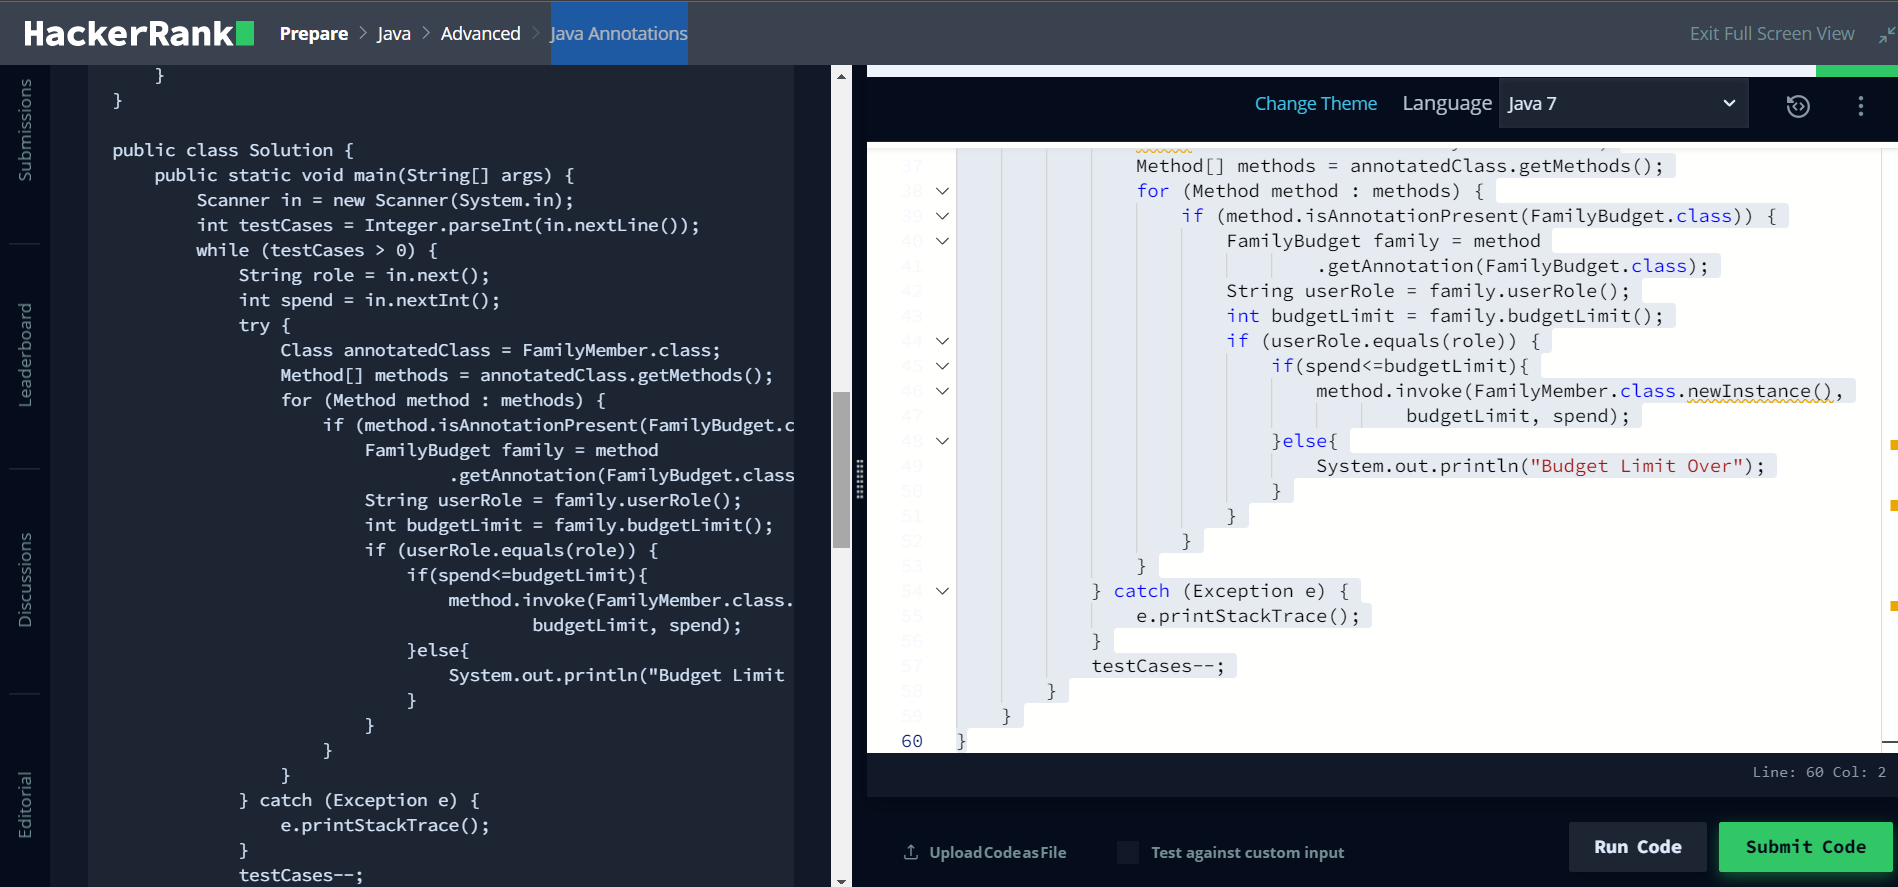 HackerRank
Prepare > Java > Advanced > Java Annotations
Exit Full Screen View
Submissions
Leaderboard
Discussions
Editorial
    }
}
public class Solution {
    public static void main(String[] args) {
        Scanner in = new Scanner(System.in);
        int testCases = Integer.parseInt(in.nextLine());
        while (testCases > 0) {
            String role = in.next();
            int spend = in.nextInt();
            try {
                Class annotatedClass = FamilyMember.class;
                Method[] methods = annotatedClass.getMethods();
                for (Method method : methods) {
                    if (method.isAnnotationPresent(FamilyBudget.c
                        FamilyBudget family = method
                                .getAnnotation(FamilyBudget.class
                        String userRole = family.userRole();
                        int budgetLimit = family.budgetLimit();
                        if (userRole.equals(role)) {
                            if(spend<=budgetLimit){
                                method.invoke(FamilyMember.class.
                                        budgetLimit, spend);
                            }else{
                                System.out.println("Budget Limit
                            }
                        }
                    }
                }
            } catch (Exception e) {
                e.printStackTrace();
            }
            testCases--;
Change Theme
Language
Java 7
37 Method[] methods = annotatedClass.getMethods();
38 for (Method method : methods) {
39 if (method.isAnnotationPresent(FamilyBudget.class)) {
40 FamilyBudget family = method
41 .getAnnotation(FamilyBudget.class);
42 String userRole = family.userRole();
43 int budgetLimit = family.budgetLimit();
44 if (userRole.equals(role)) {
45 if(spend<=budgetLimit){
46 method.invoke(FamilyMember.class.newInstance(),
47 budgetLimit, spend);
48 }else{
49 System.out.println("Budget Limit Over");
50 }
51 }
52 }
53 }
54 } catch (Exception e) {
55 e.printStackTrace();
56 }
57 testCases--;
58 }
59 }
60 }
Line: 60 Col: 2
Upload Code as File
Test against custom input
Run Code
Submit Code